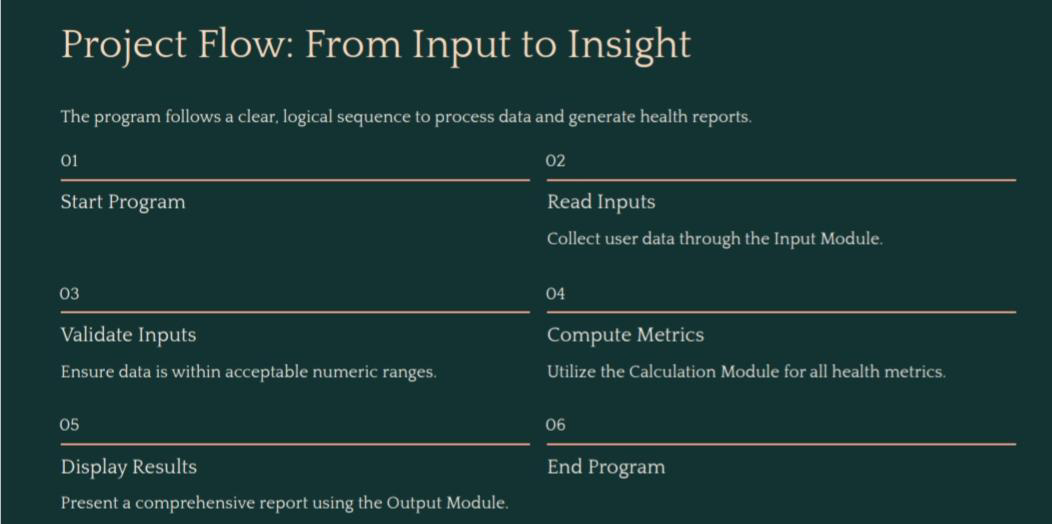 Project Flow: From Input to Insight
The program follows a clear, logical sequence to process data and generate health reports.
01
Start Program
02
Read Inputs
Collect user data through the Input Module.
03
Validate Inputs
Ensure data is within acceptable numeric ranges.
04
Compute Metrics
Utilize the Calculation Module for all health metrics.
05
Display Results
Present a comprehensive report using the Output Module.
06
End Program